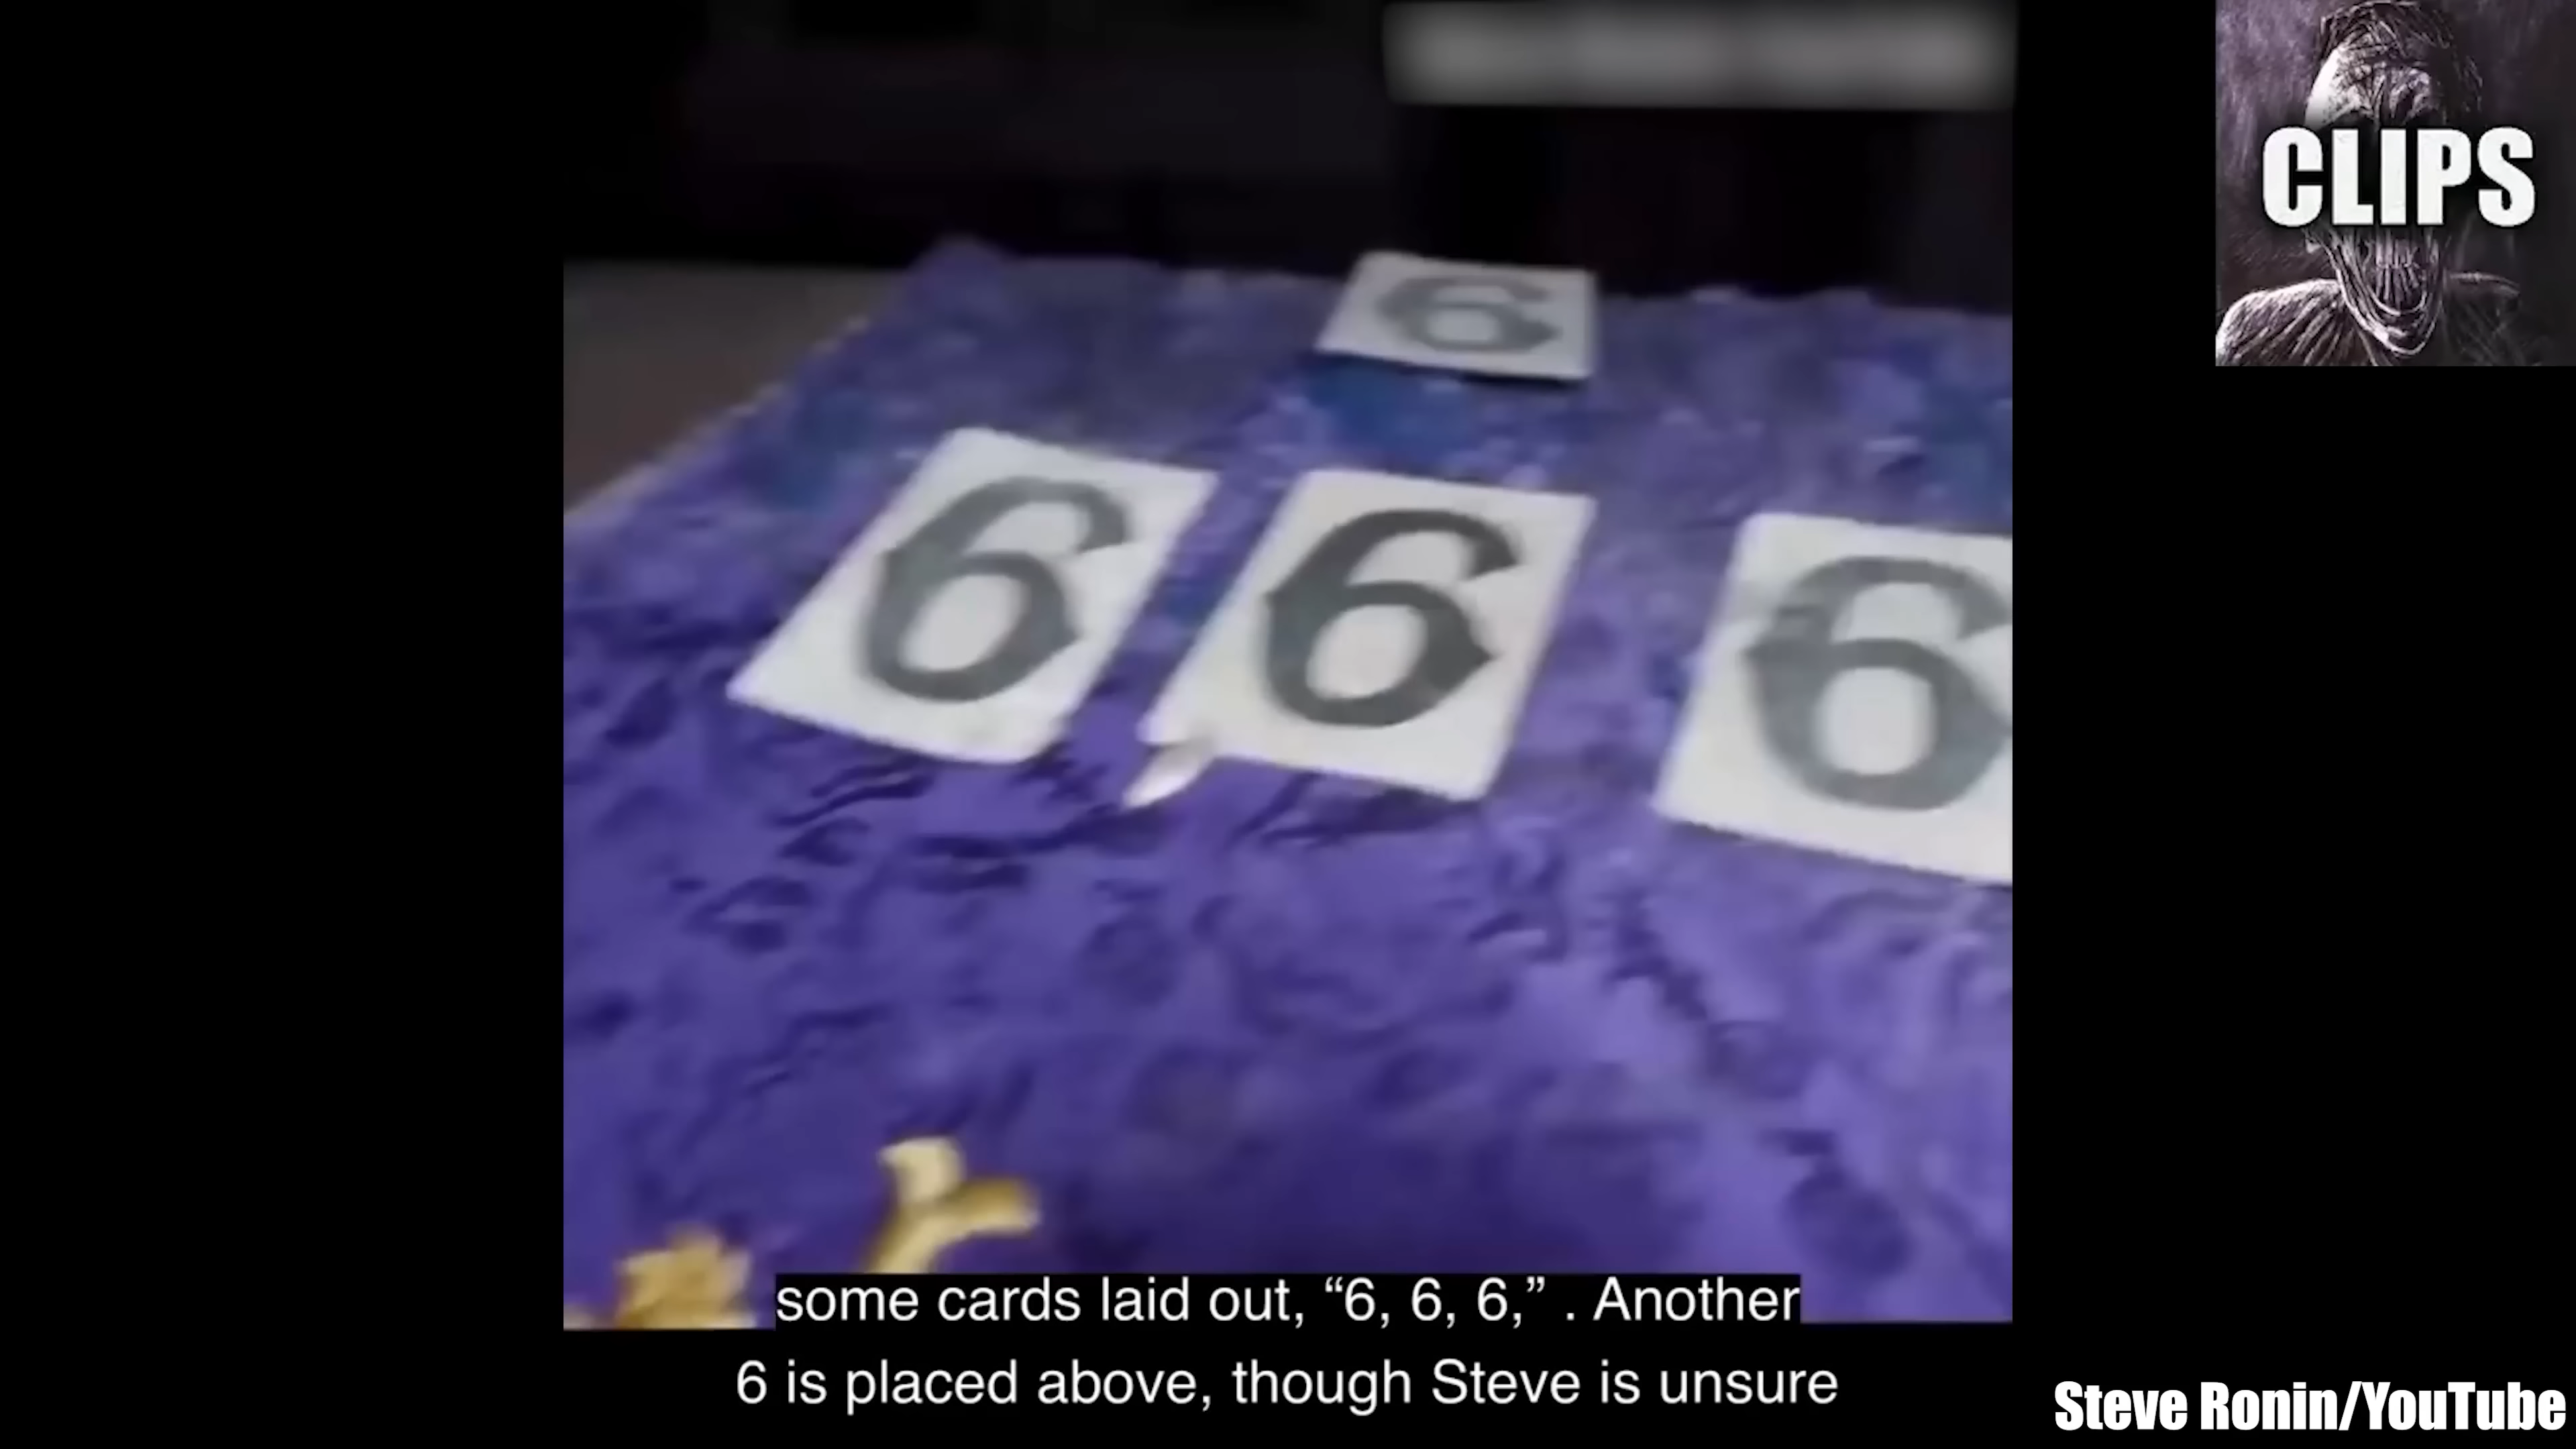 CLIPS
6
6 6 6
some cards laid out, “6, 6, 6,” . Another
6 is placed above, though Steve is unsure
Steve Ronin/YouTube